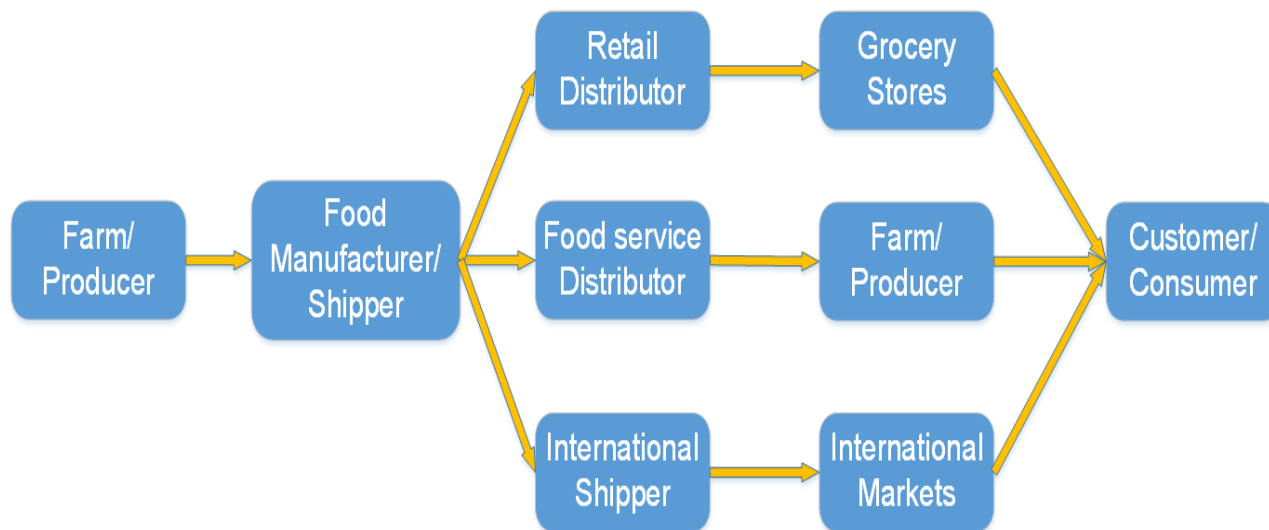 Retail
Distributor
Grocery
Stores
Farm/
Producer
Food
Manufacturer/
Shipper
Food service
Distributor
Farm/
Producer
Customer/
Consumer
International
Shipper
International
Markets